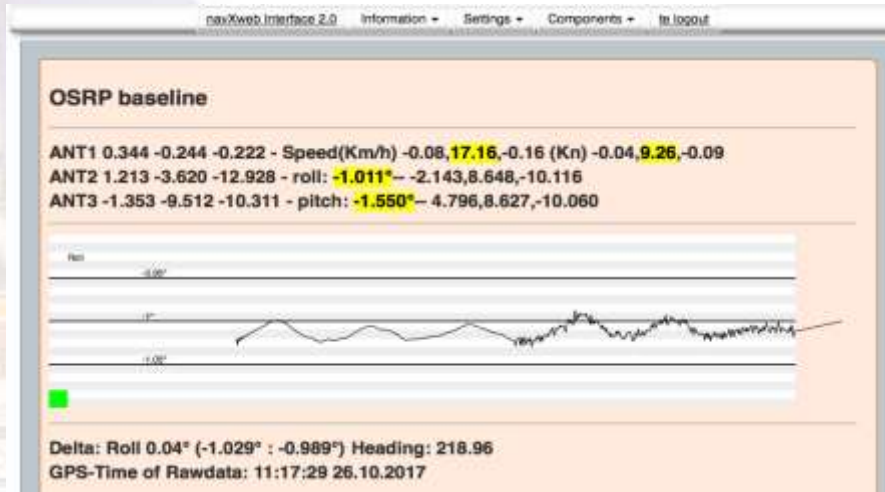 navXweb Interface 2.0 Information Settings Components to logout
OSRP baseline
ANT1 0.344 -0.244 -0.222 - Speed(Km/h) -0.08,17.16,-0.16 (Kn) -0.04,9.26,-0.09
ANT2 1.213 -3.620 -12.928 - roll: -1.011°-- -2.143,8.648,-10.116
ANT3 -1.353 -9.512 -10.311 - pitch: -1.550°-- 4.796,8.627,-10.060
Roll
-1°
Delta: Roll 0.04° (-1.029° : -0.989°) Heading: 218.96
GPS-Time of Rawdata: 11:17:29 26.10.2017